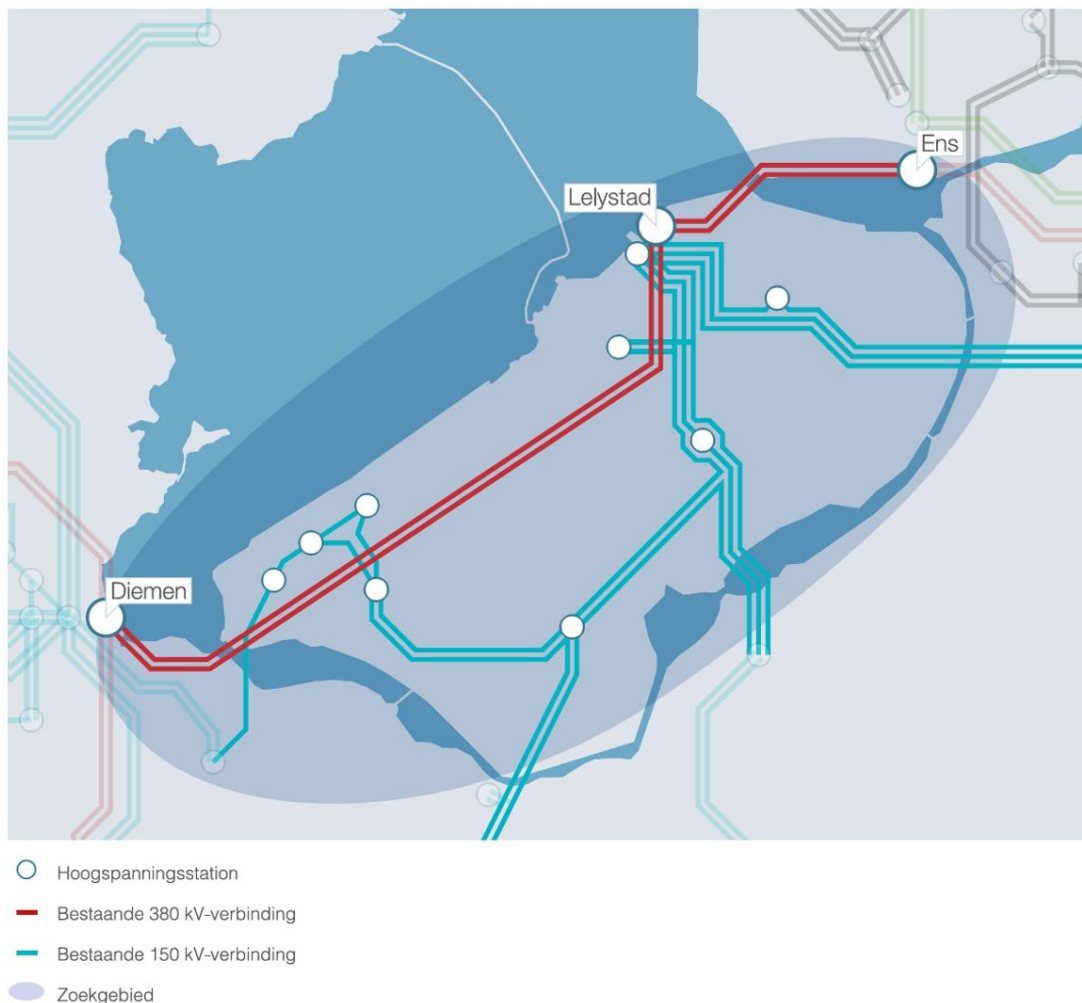 Ens
Lelystad
Diemen
Hoogspanningsstation
Bestaande 380 kV-verbinding
Bestaande 150 kV-verbinding
Zoekgebied